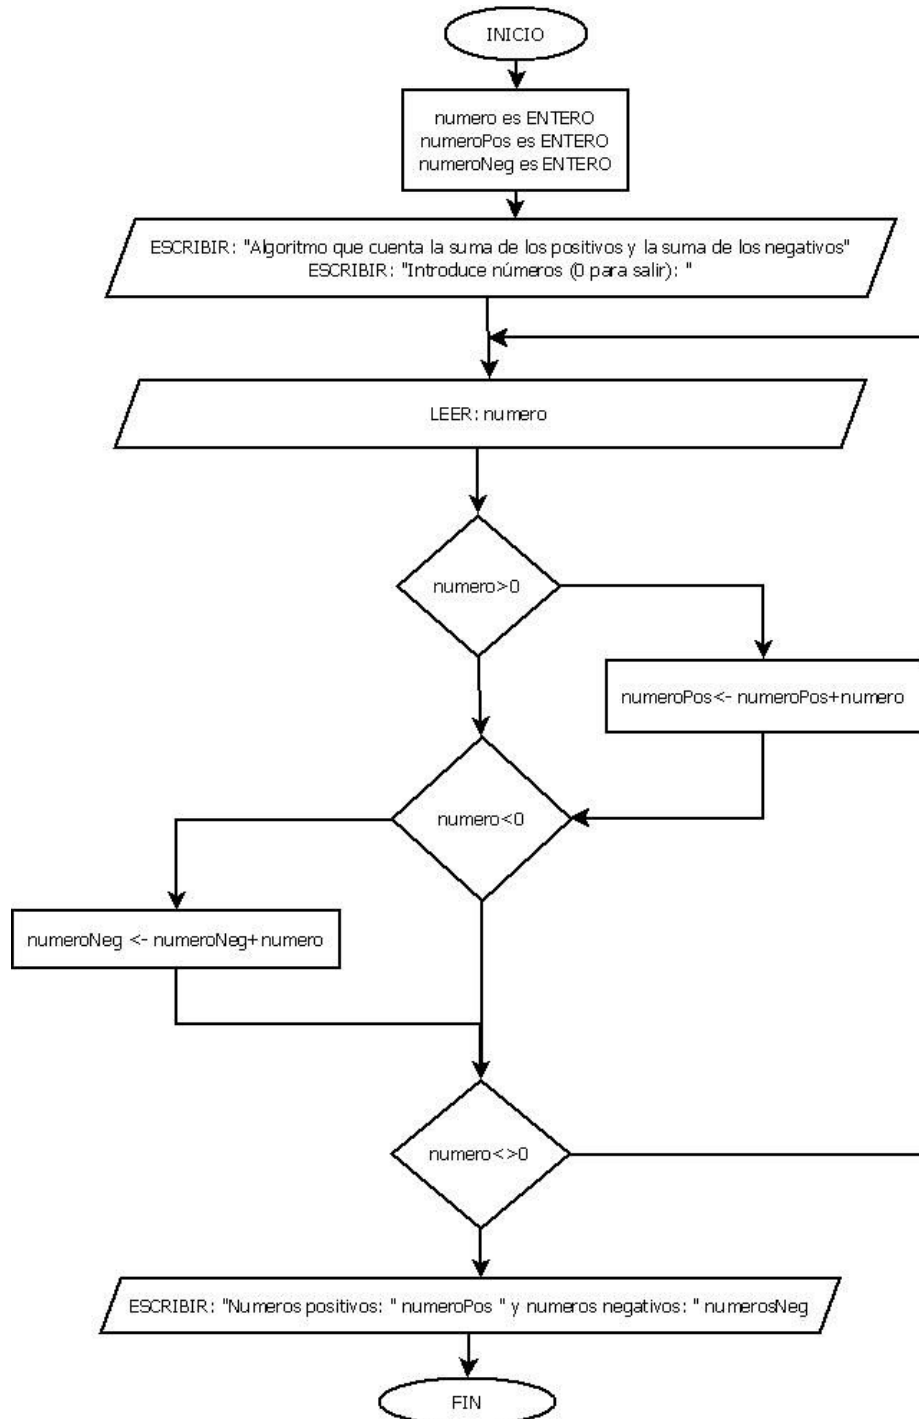 INICIO
numero es ENTERO
numeroPos es ENTERO
numeroNeg es ENTERO
ESCRIBIR: "Algoritmo que cuenta la suma de los positivos y la suma de los negativos"
ESCRIBIR: "Introduce números (0 para salir): "
LEER: numero
numero>0
numeroPos<- numeroPos+numero
numero<0
numeroNeg <- numeroNeg+numero
numero<>0
ESCRIBIR: "Numeros positivos: " numeroPos " y numeros negativos: " numerosNeg
FIN